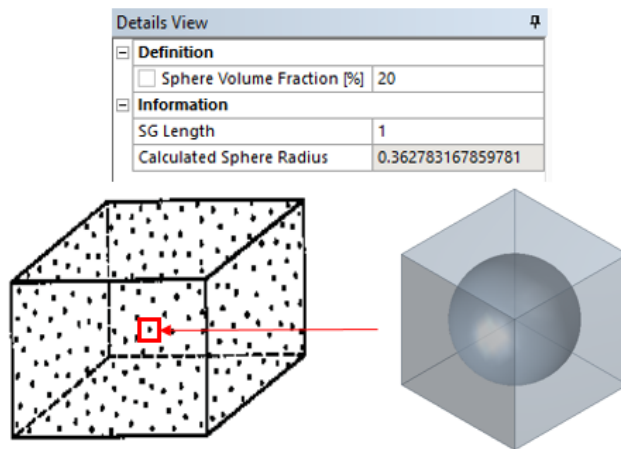 Details View
Definition
Sphere Volume Fraction [%] 20
Information
SG Length 1
Calculated Sphere Radius 0.362783167859781